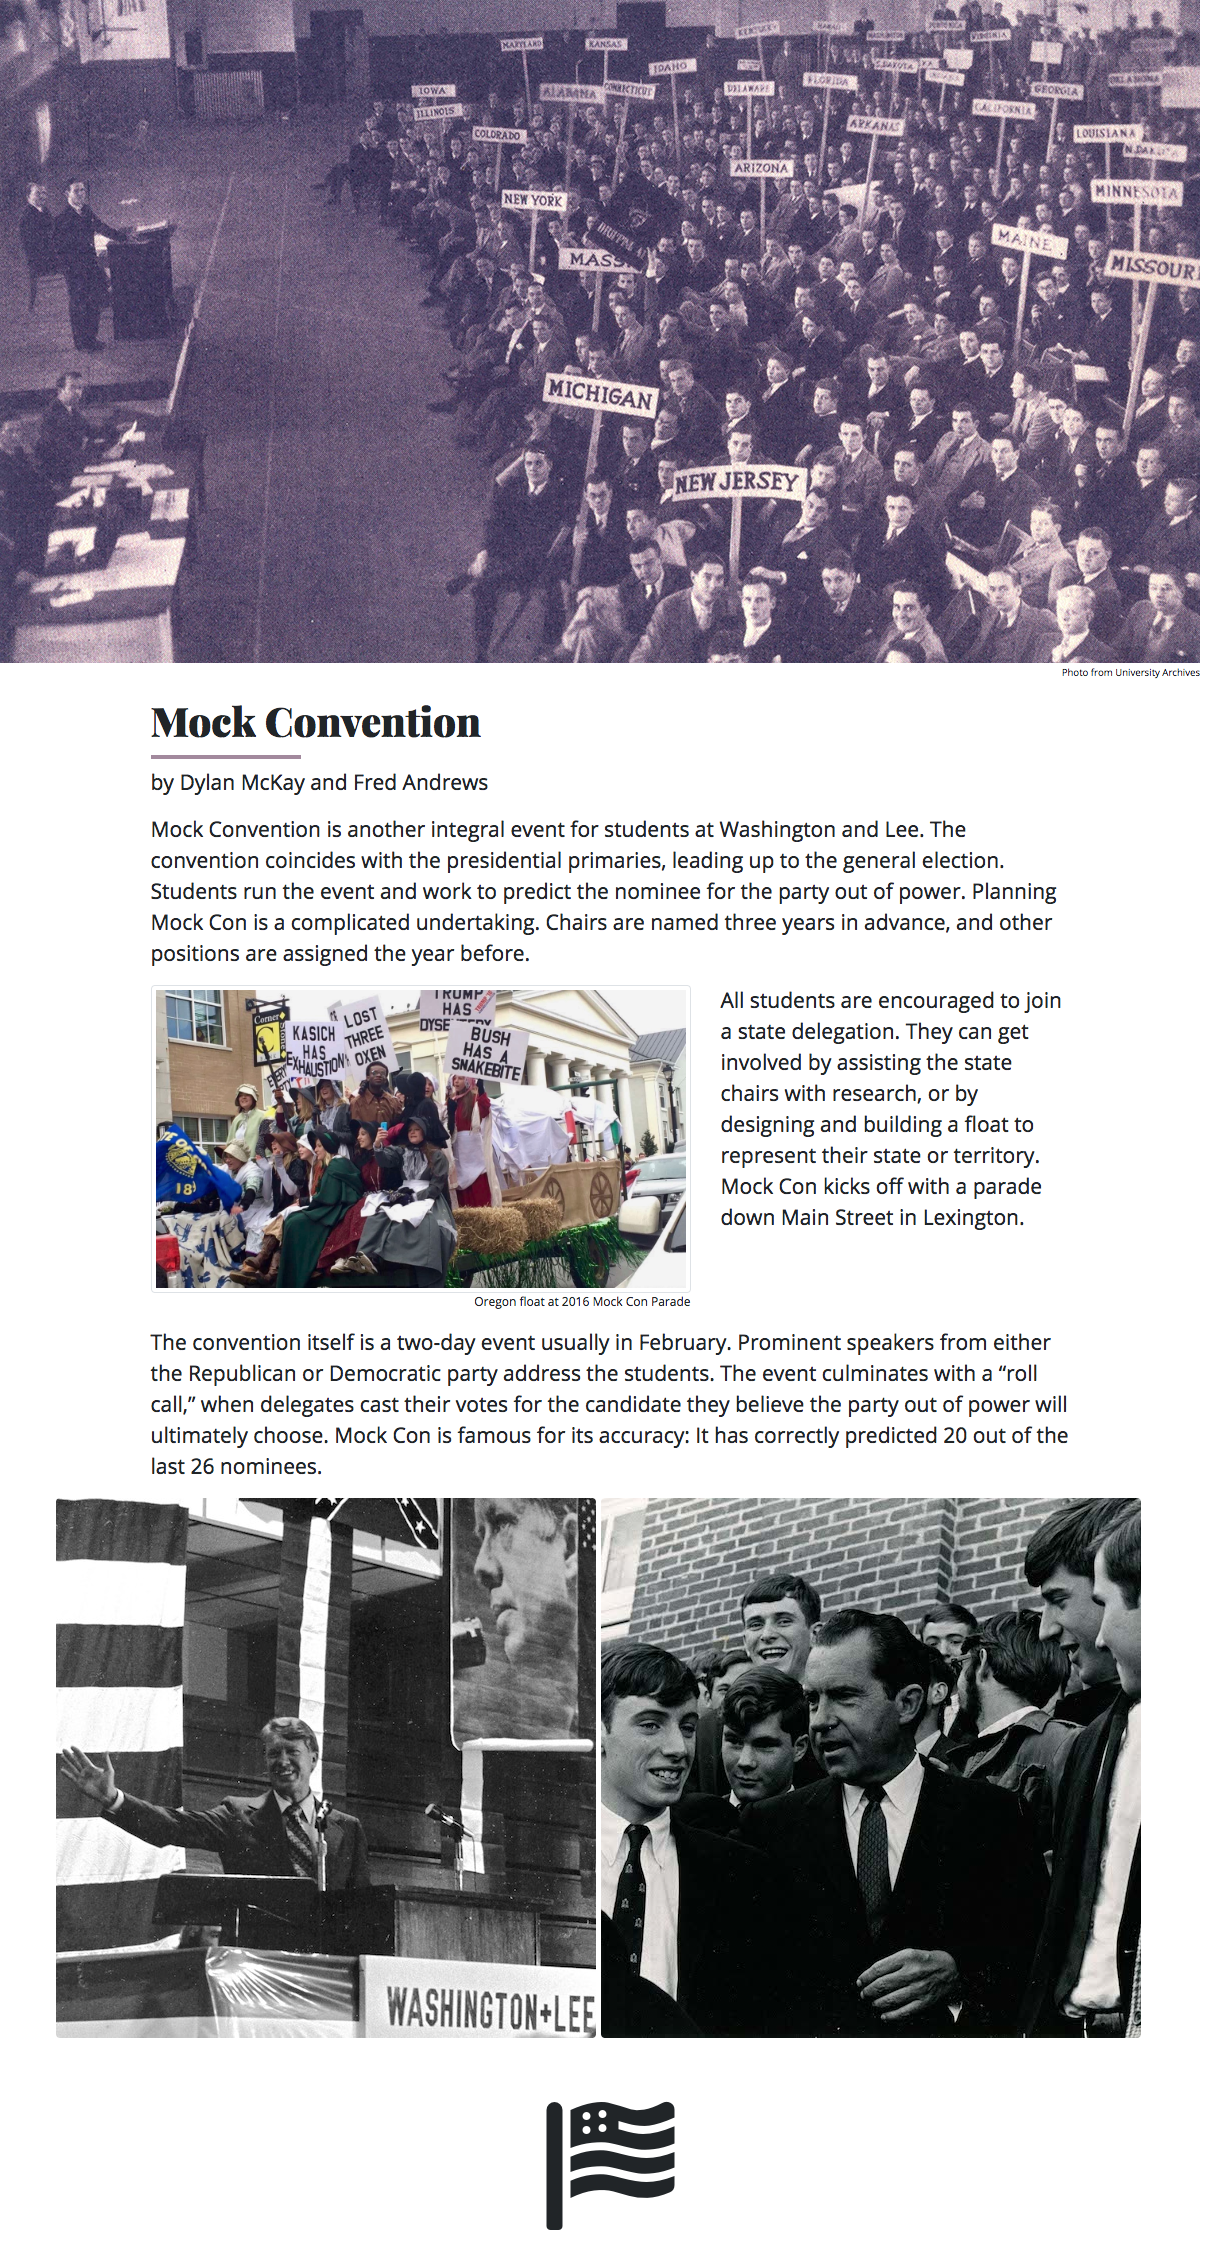 MARYLAND
KANSAS
KENTUCKY
VIRGINIA
IDAHO
IOWA
ILLINOIS
ALABAMA
CONNECTICUT
DELAWARE
FLORIDA
GEORGIA
OKLAHOMA
CALIFORNIA
COLORADO
ARKANAS
LOUISIANA
N.DAKOTA
ARIZONA
NEW YORK
MINNESOTA
MASS
MAINE
MISSOUR
MICHIGAN
NEW JERSEY
Photo from University Archives
Mock Convention
by Dylan McKay and Fred Andrews
Mock Convention is another integral event for students at Washington and Lee. The
convention coincides with the presidential primaries, leading up to the general election.
Students run the event and work to predict the nominee for the party out of power. Planning
Mock Con is a complicated undertaking. Chairs are named three years in advance, and other
positions are assigned the year before.
Corner
KASICH
HAS
EXHAUSTION
LOST
THREE
OXEN
TRUMP
HAS
DYSENTERY
BUSH
HAS A
SNAKEBITE
18
All students are encouraged to join
a state delegation. They can get
involved by assisting the state
chairs with research, or by
designing and building a float to
represent their state or territory.
Mock Con kicks off with a parade
down Main Street in Lexington.
Oregon float at 2016 Mock Con Parade
The convention itself is a two-day event usually in February. Prominent speakers from either
the Republican or Democratic party address the students. The event culminates with a “roll
call,” when delegates cast their votes for the candidate they believe the party out of power will
ultimately choose. Mock Con is famous for its accuracy: It has correctly predicted 20 out of the
last 26 nominees.
WASHINGTON+LEE